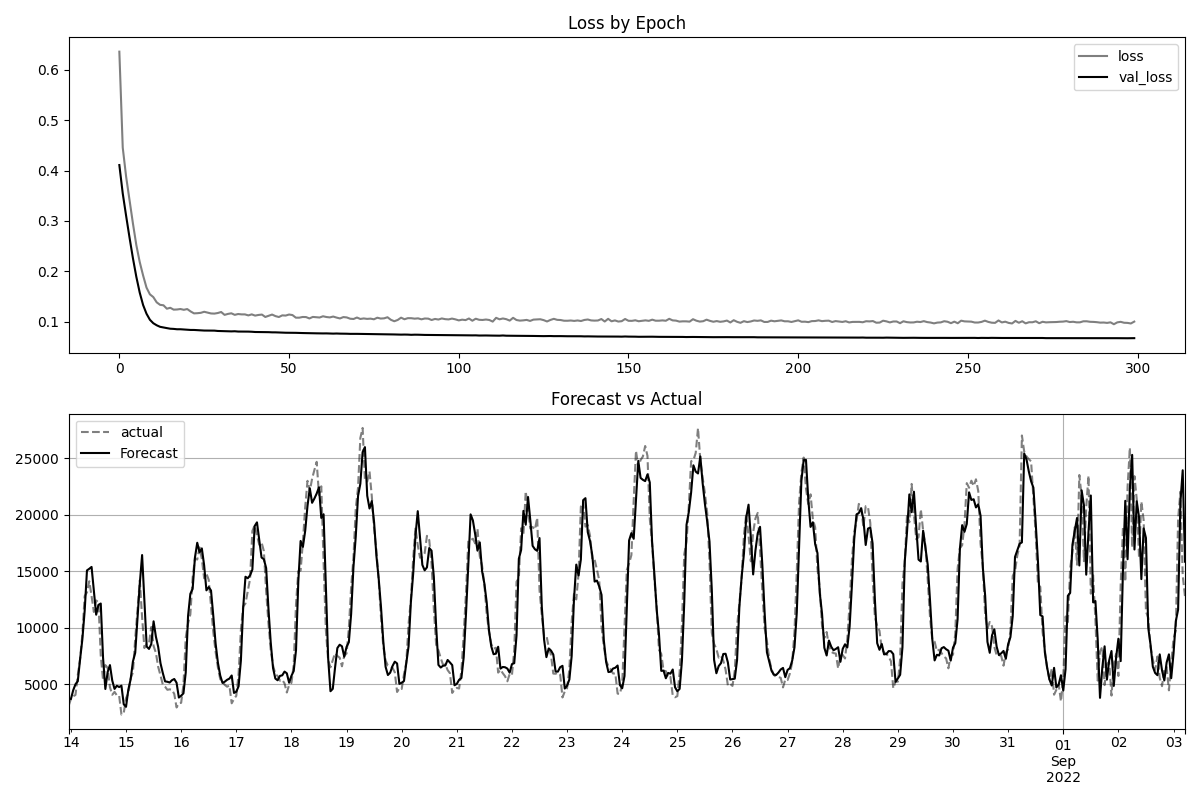 Loss by Epoch
0.6
0.5
0.4
0.3
0.2
0.1
loss
val_loss
0 50 100 150 200 250 300
Forecast vs Actual
actual
Forecast
25000
20000
15000
10000
5000
14 15 16 17 18 19 20 21 22 23 24 25 26 27 28 29 30 31 01 02 03
Sep
2022